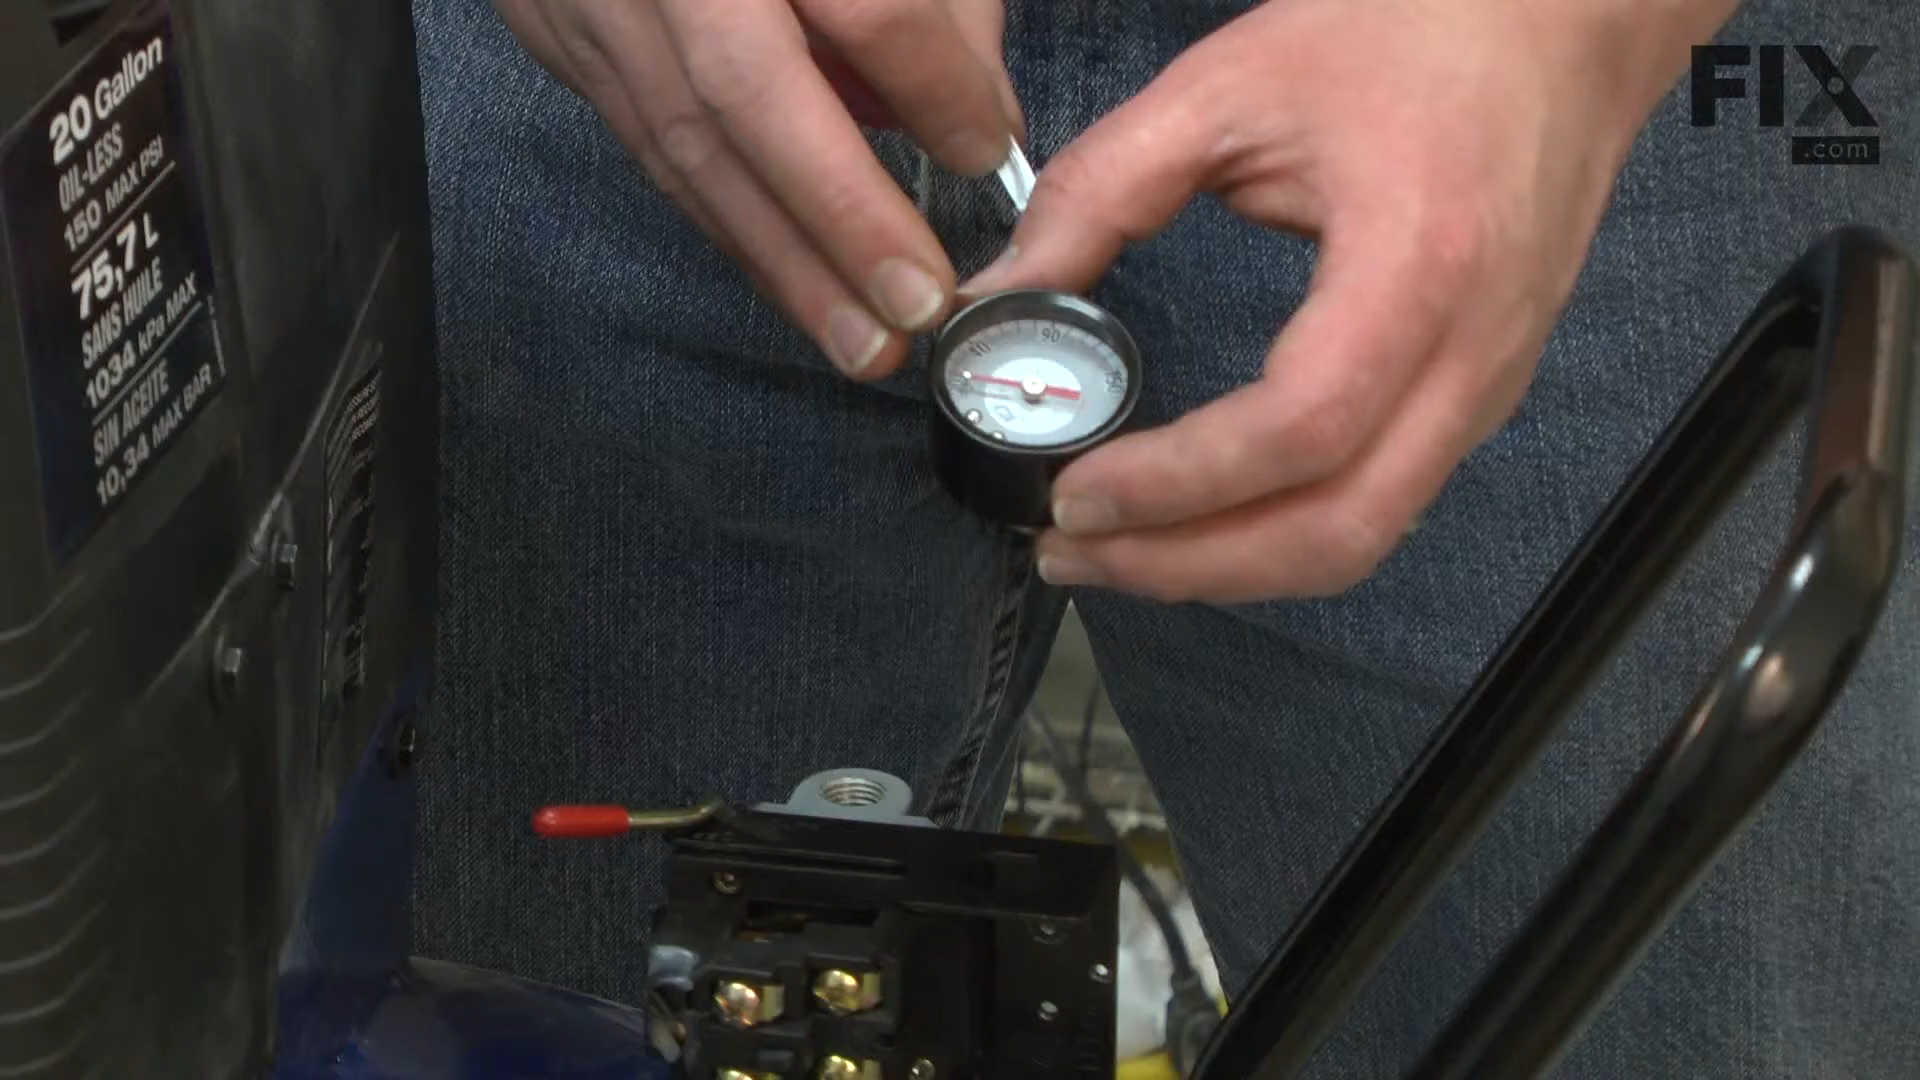 20 Gallon
OIL-LESS
150 MAX PSI
75,7 L
SANS HUILE
1034 kPa MAX
SIN ACEITE
10,34 MAX BAR
90
FIX
.com